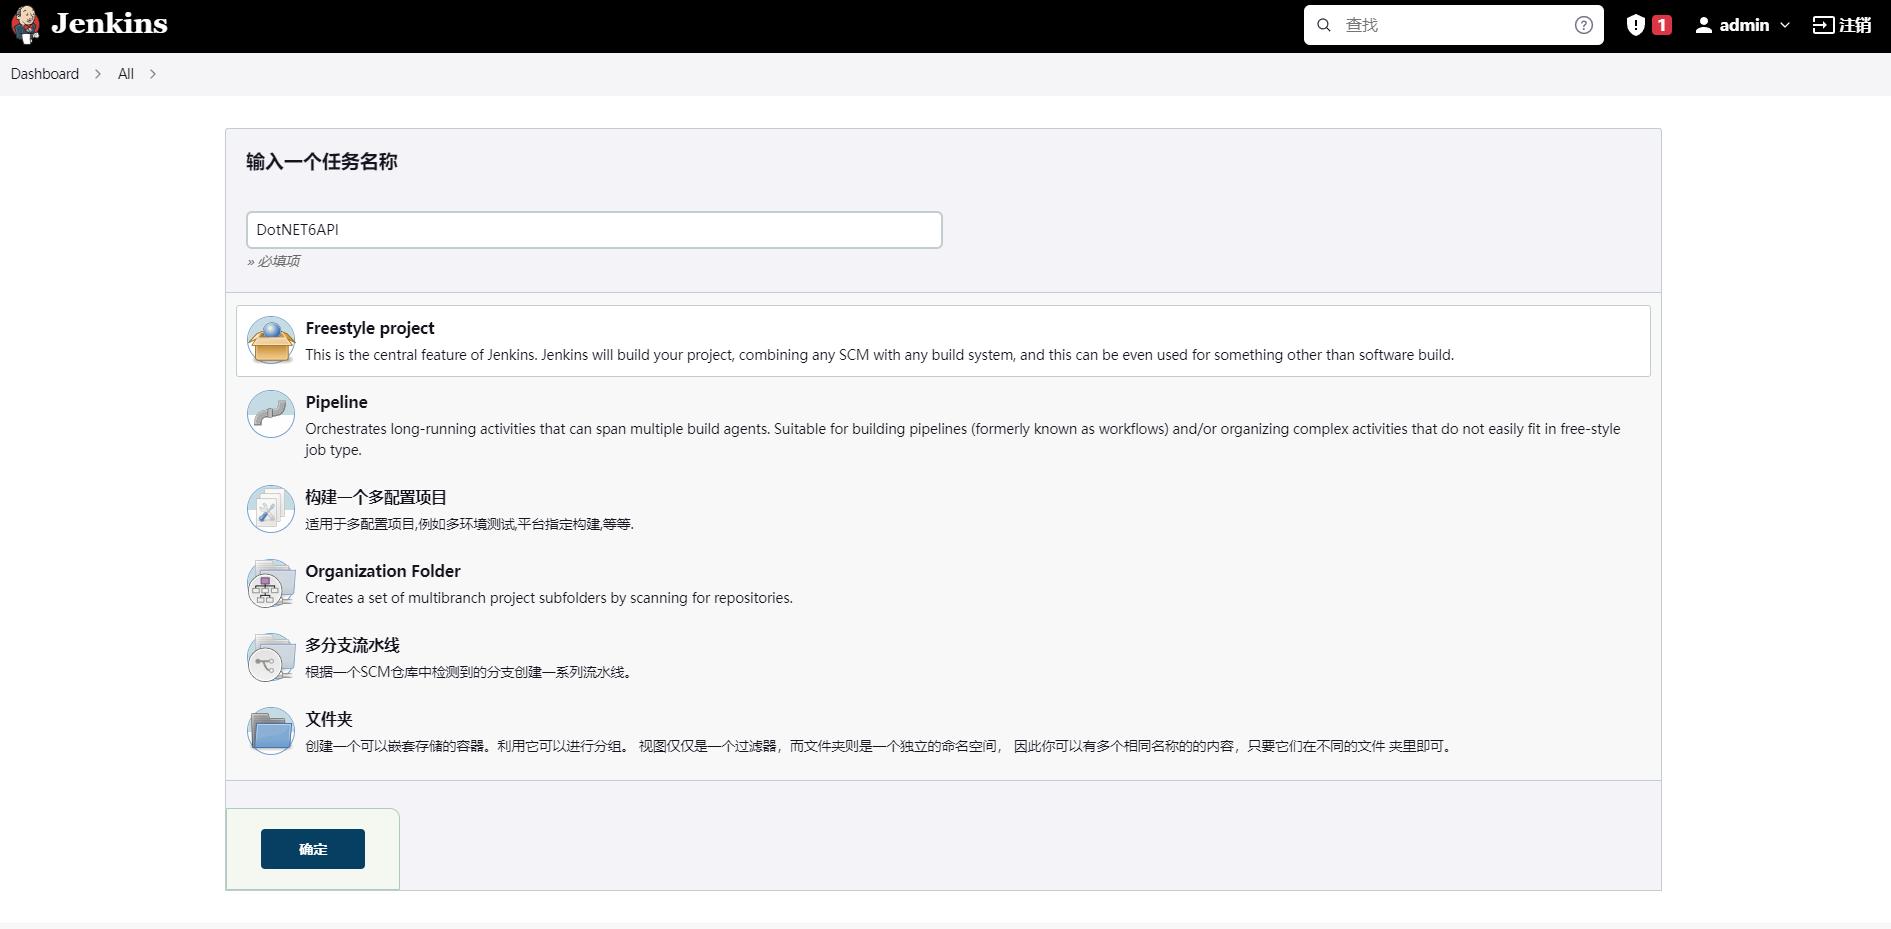 Jenkins
查找
1
admin
注销
Dashboard
All
输入一个任务名称
DotNET6API
» 必填项
Freestyle project
This is the central feature of Jenkins. Jenkins will build your project, combining any SCM with any build system, and this can be even used for something other than software build.
Pipeline
Orchestrates long-running activities that can span multiple build agents. Suitable for building pipelines (formerly known as workflows) and/or organizing complex activities that do not easily fit in free-style
job type.
构建一个多配置项目
适用于多配置项目,例如多环境测试,平台指定构建,等等.
Organization Folder
Creates a set of multibranch project subfolders by scanning for repositories.
多分支流水线
根据一个SCM仓库中检测到的分支创建一系列流水线。
文件夹
创建一个可以嵌套存储的容器。利用它可以进行分组。 视图仅仅是一个过滤器，而文件夹则是一个独立的命名空间， 因此你可以有多个相同名称的的内容，只要它们在不同的文件 夹里即可。
确定